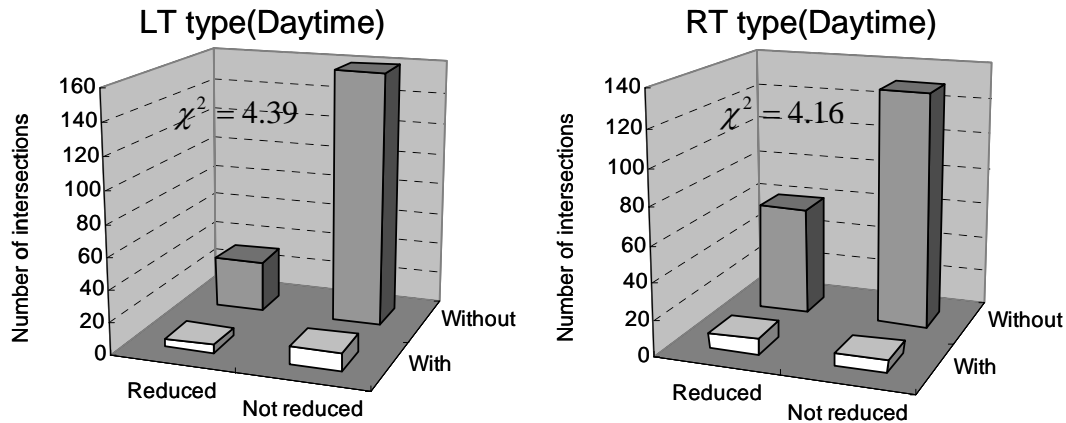 LT type(Daytime)
Number of intersections
160
140
120
100
80
60
40
20
0
χ² = 4.39
Reduced
Not reduced
With
Without
RT type(Daytime)
Number of intersections
140
120
100
80
60
40
20
0
χ² = 4.16
Reduced
Not reduced
With
Without